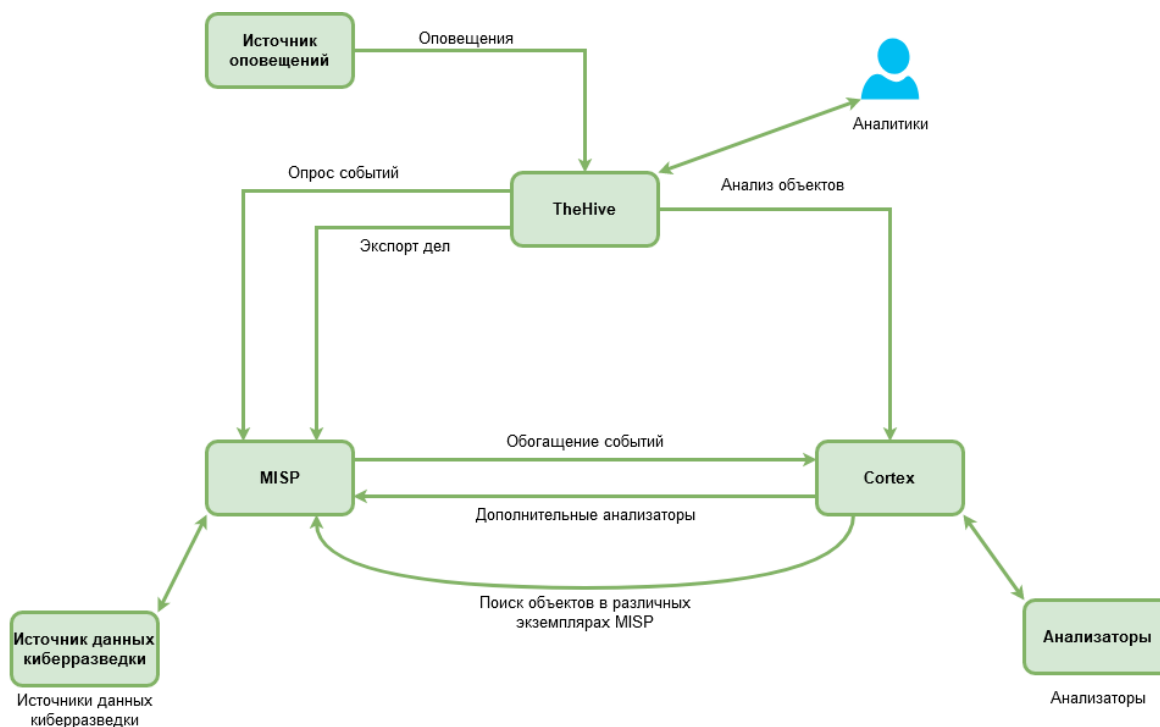 Источник
оповещений
Оповещения
Аналитики
Опрос событий
TheHive
Анализ объектов
Экспорт дел
MISP
Обогащение событий
Cortex
Дополнительные анализаторы
Поиск объектов в различных
экземплярах MISP
Источник данных
киберразведки
Источники данных
киберразведки
Анализаторы
Анализаторы